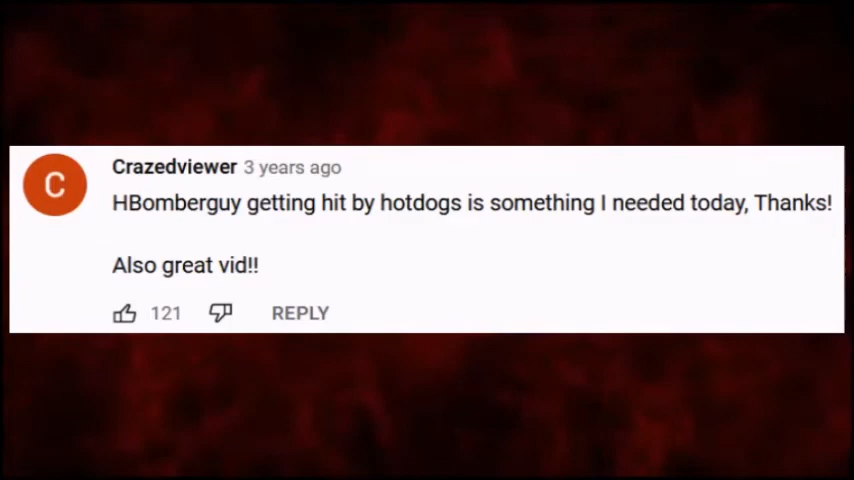 C
Crazedviewer 3 years ago
HBomberguy getting hit by hotdogs is something I needed today, Thanks!
Also great vid!!
121 REPLY